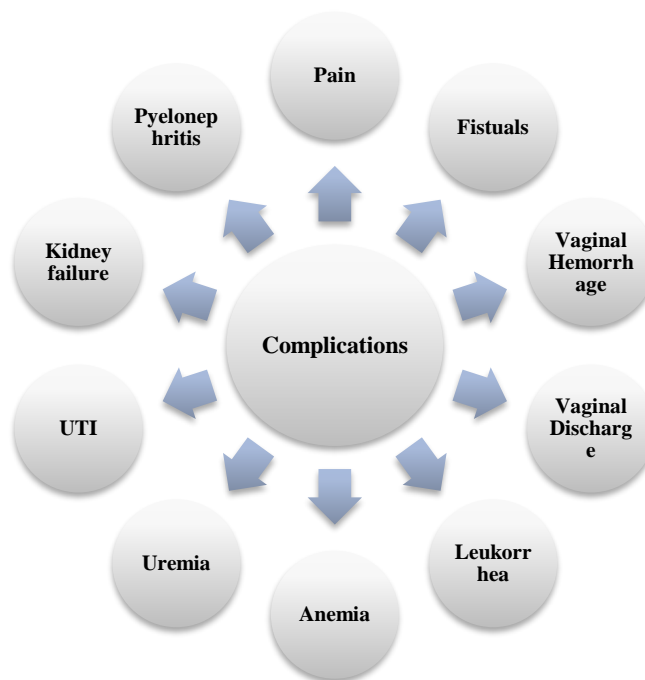 Pain
Fistuals
Vaginal
Hemorrh
age
Vaginal
Discharg
e
Leukorr
hea
Anemia
Uremia
UTI
Kidney
failure
Pyelonep
hritis
Complications